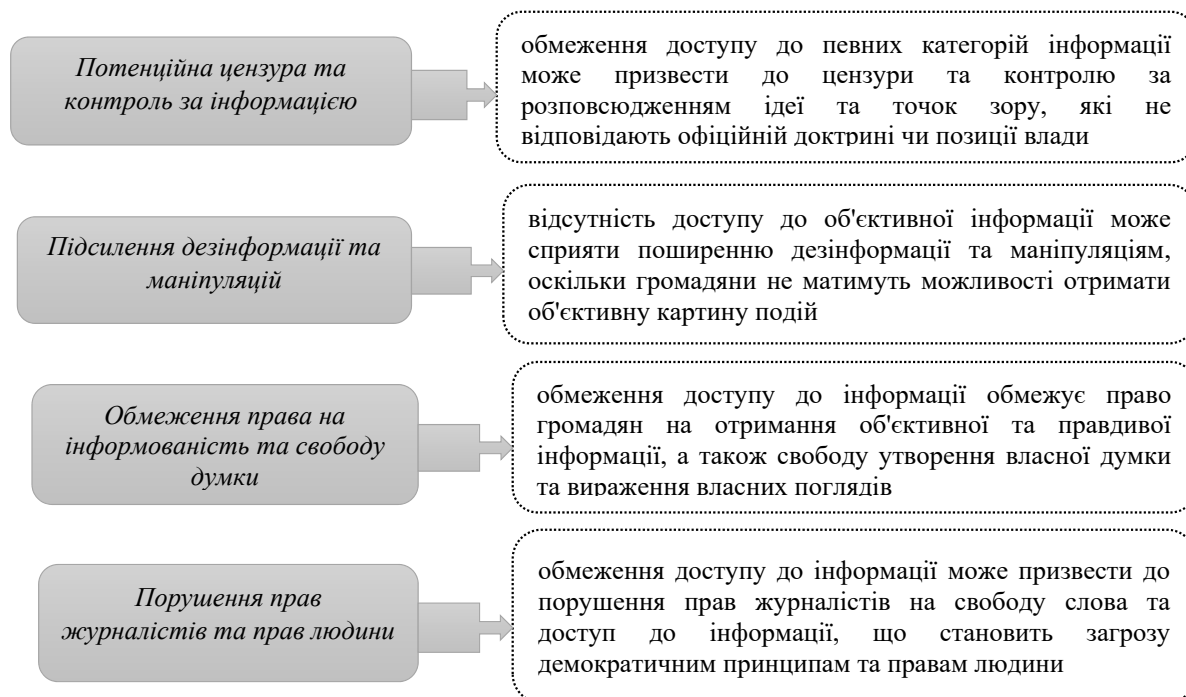 Потенційна цензура та
контроль за інформацією
обмеження доступу до певних категорій інформації
може призвести до цензури та контролю за
розповсюдженням ідеї та точок зору, які не
відповідають офіційній доктрині чи позиції влади
Підсилення дезінформації та
маніпуляцій
відсутність доступу до об'єктивної інформації може
сприяти поширенню дезінформації та маніпуляціям,
оскільки громадяни не матимуть можливості отримати
об'єктивну картину подій
Обмеження права на
інформованість та свободу
думки
обмеження доступу до інформації обмежує право
громадян на отримання об'єктивної та правдивої
інформації, а також свободу утворення власної думки
та вираження власних поглядів
Порушення прав
журналістів та прав людини
обмеження доступу до інформації може призвести до
порушення прав журналістів на свободу слова та
доступ до інформації, що становить загрозу
демократичним принципам та правам людини